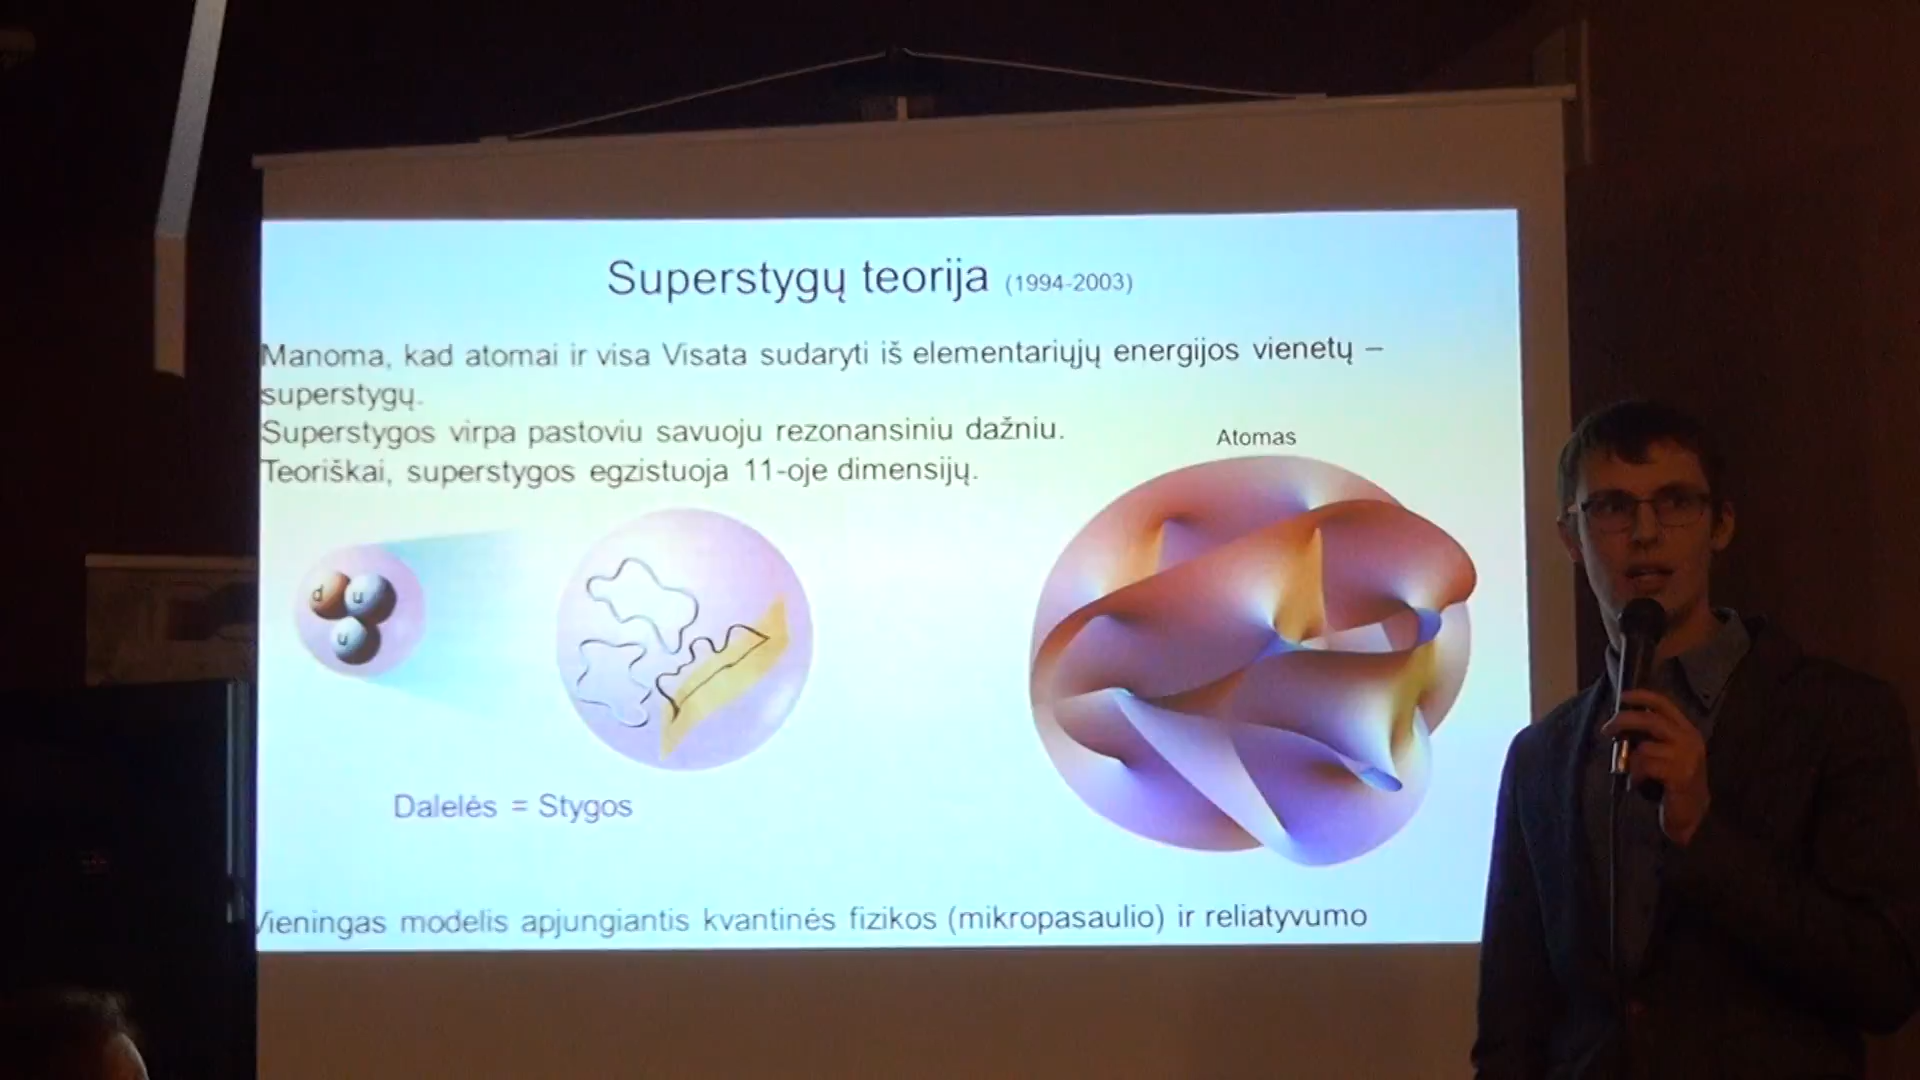 Superstygų teorija (1994-2003)
Manoma, kad atomai ir visa Visata sudaryti iš elementariųjų energijos vienetų –
superstygų.
Superstygos virpa pastoviu savuoju rezonansiniu dažniu.
Teoriškai, superstygos egzistuoja 11-oje dimensijų.
Atomas
d u
u
Dalelės = Stygos
Vieningas modelis apjungiantis kvantinės fizikos (mikropasaulio) ir reliatyvumo